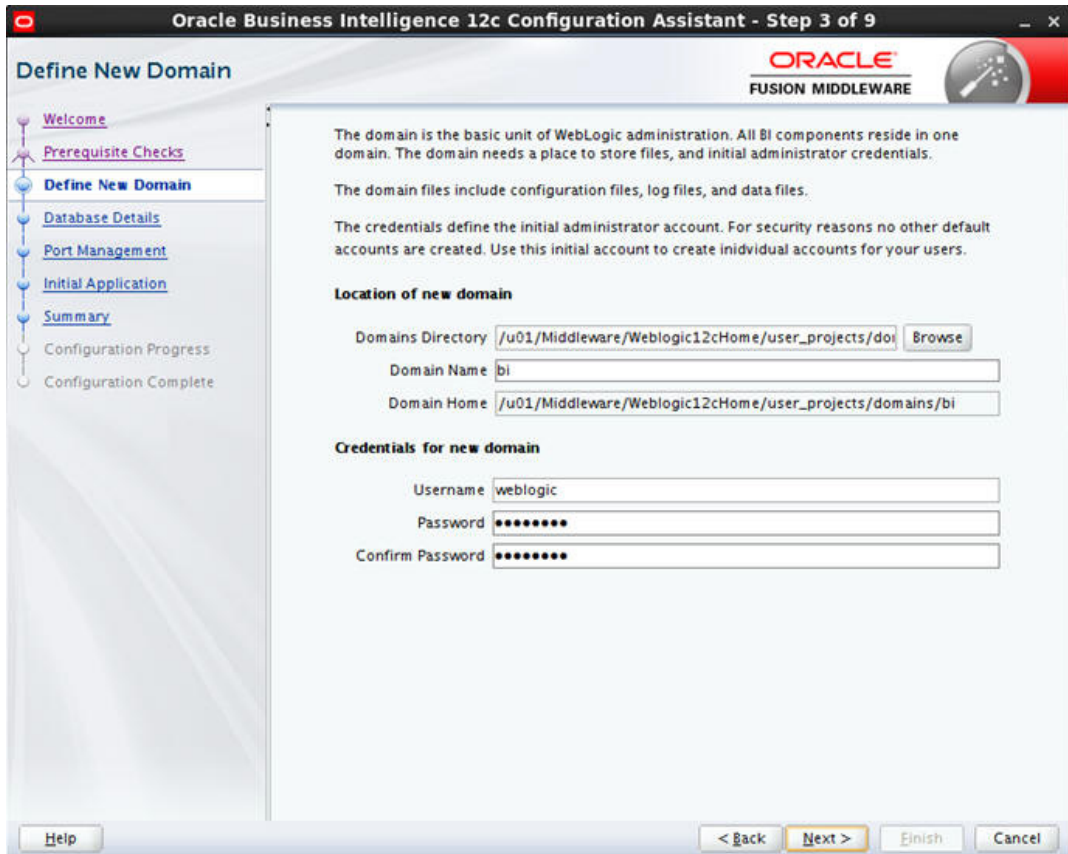 Oracle Business Intelligence 12c Configuration Assistant - Step 3 of 9
Define New Domain
ORACLE
FUSION MIDDLEWARE
Welcome
Prerequisite Checks
Define New Domain
Database Details
Port Management
Initial Application
Summary
Configuration Progress
Configuration Complete
The domain is the basic unit of WebLogic administration. All BI components reside in one
domain. The domain needs a place to store files, and initial administrator credentials.
The domain files include configuration files, log files, and data files.
The credentials define the initial administrator account. For security reasons no other default
accounts are created. Use this initial account to create inidvidual accounts for your users.
Location of new domain
Domains Directory /u01/Middleware/Weblogic12cHome/user_projects/doi Browse
Domain Name bi
Domain Home /u01/Middleware/Weblogic12cHome/user_projects/domains/bi
Credentials for new domain
Username weblogic
Password ••••••••
Confirm Password ••••••••
Help < Back Next > Finish Cancel